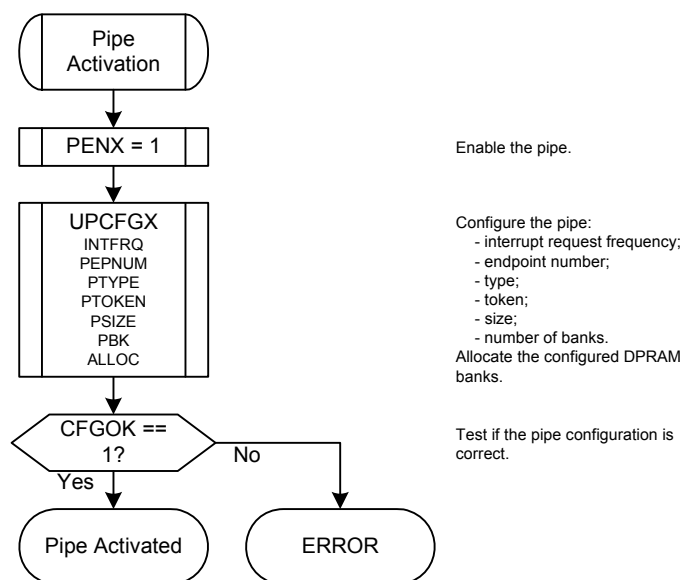 Pipe
Activation
PENX = 1
Enable the pipe.
UPCFGX
INTFRQ
PEPNUM
PTYPE
PTOKEN
PSIZE
PBK
ALLOC
Configure the pipe:
- interrupt request frequency;
- endpoint number;
- type;
- token;
- size;
- number of banks.
Allocate the configured DPRAM
banks.
CFGOK ==
1?
Test if the pipe configuration is
correct.
No
Yes
Pipe Activated
ERROR